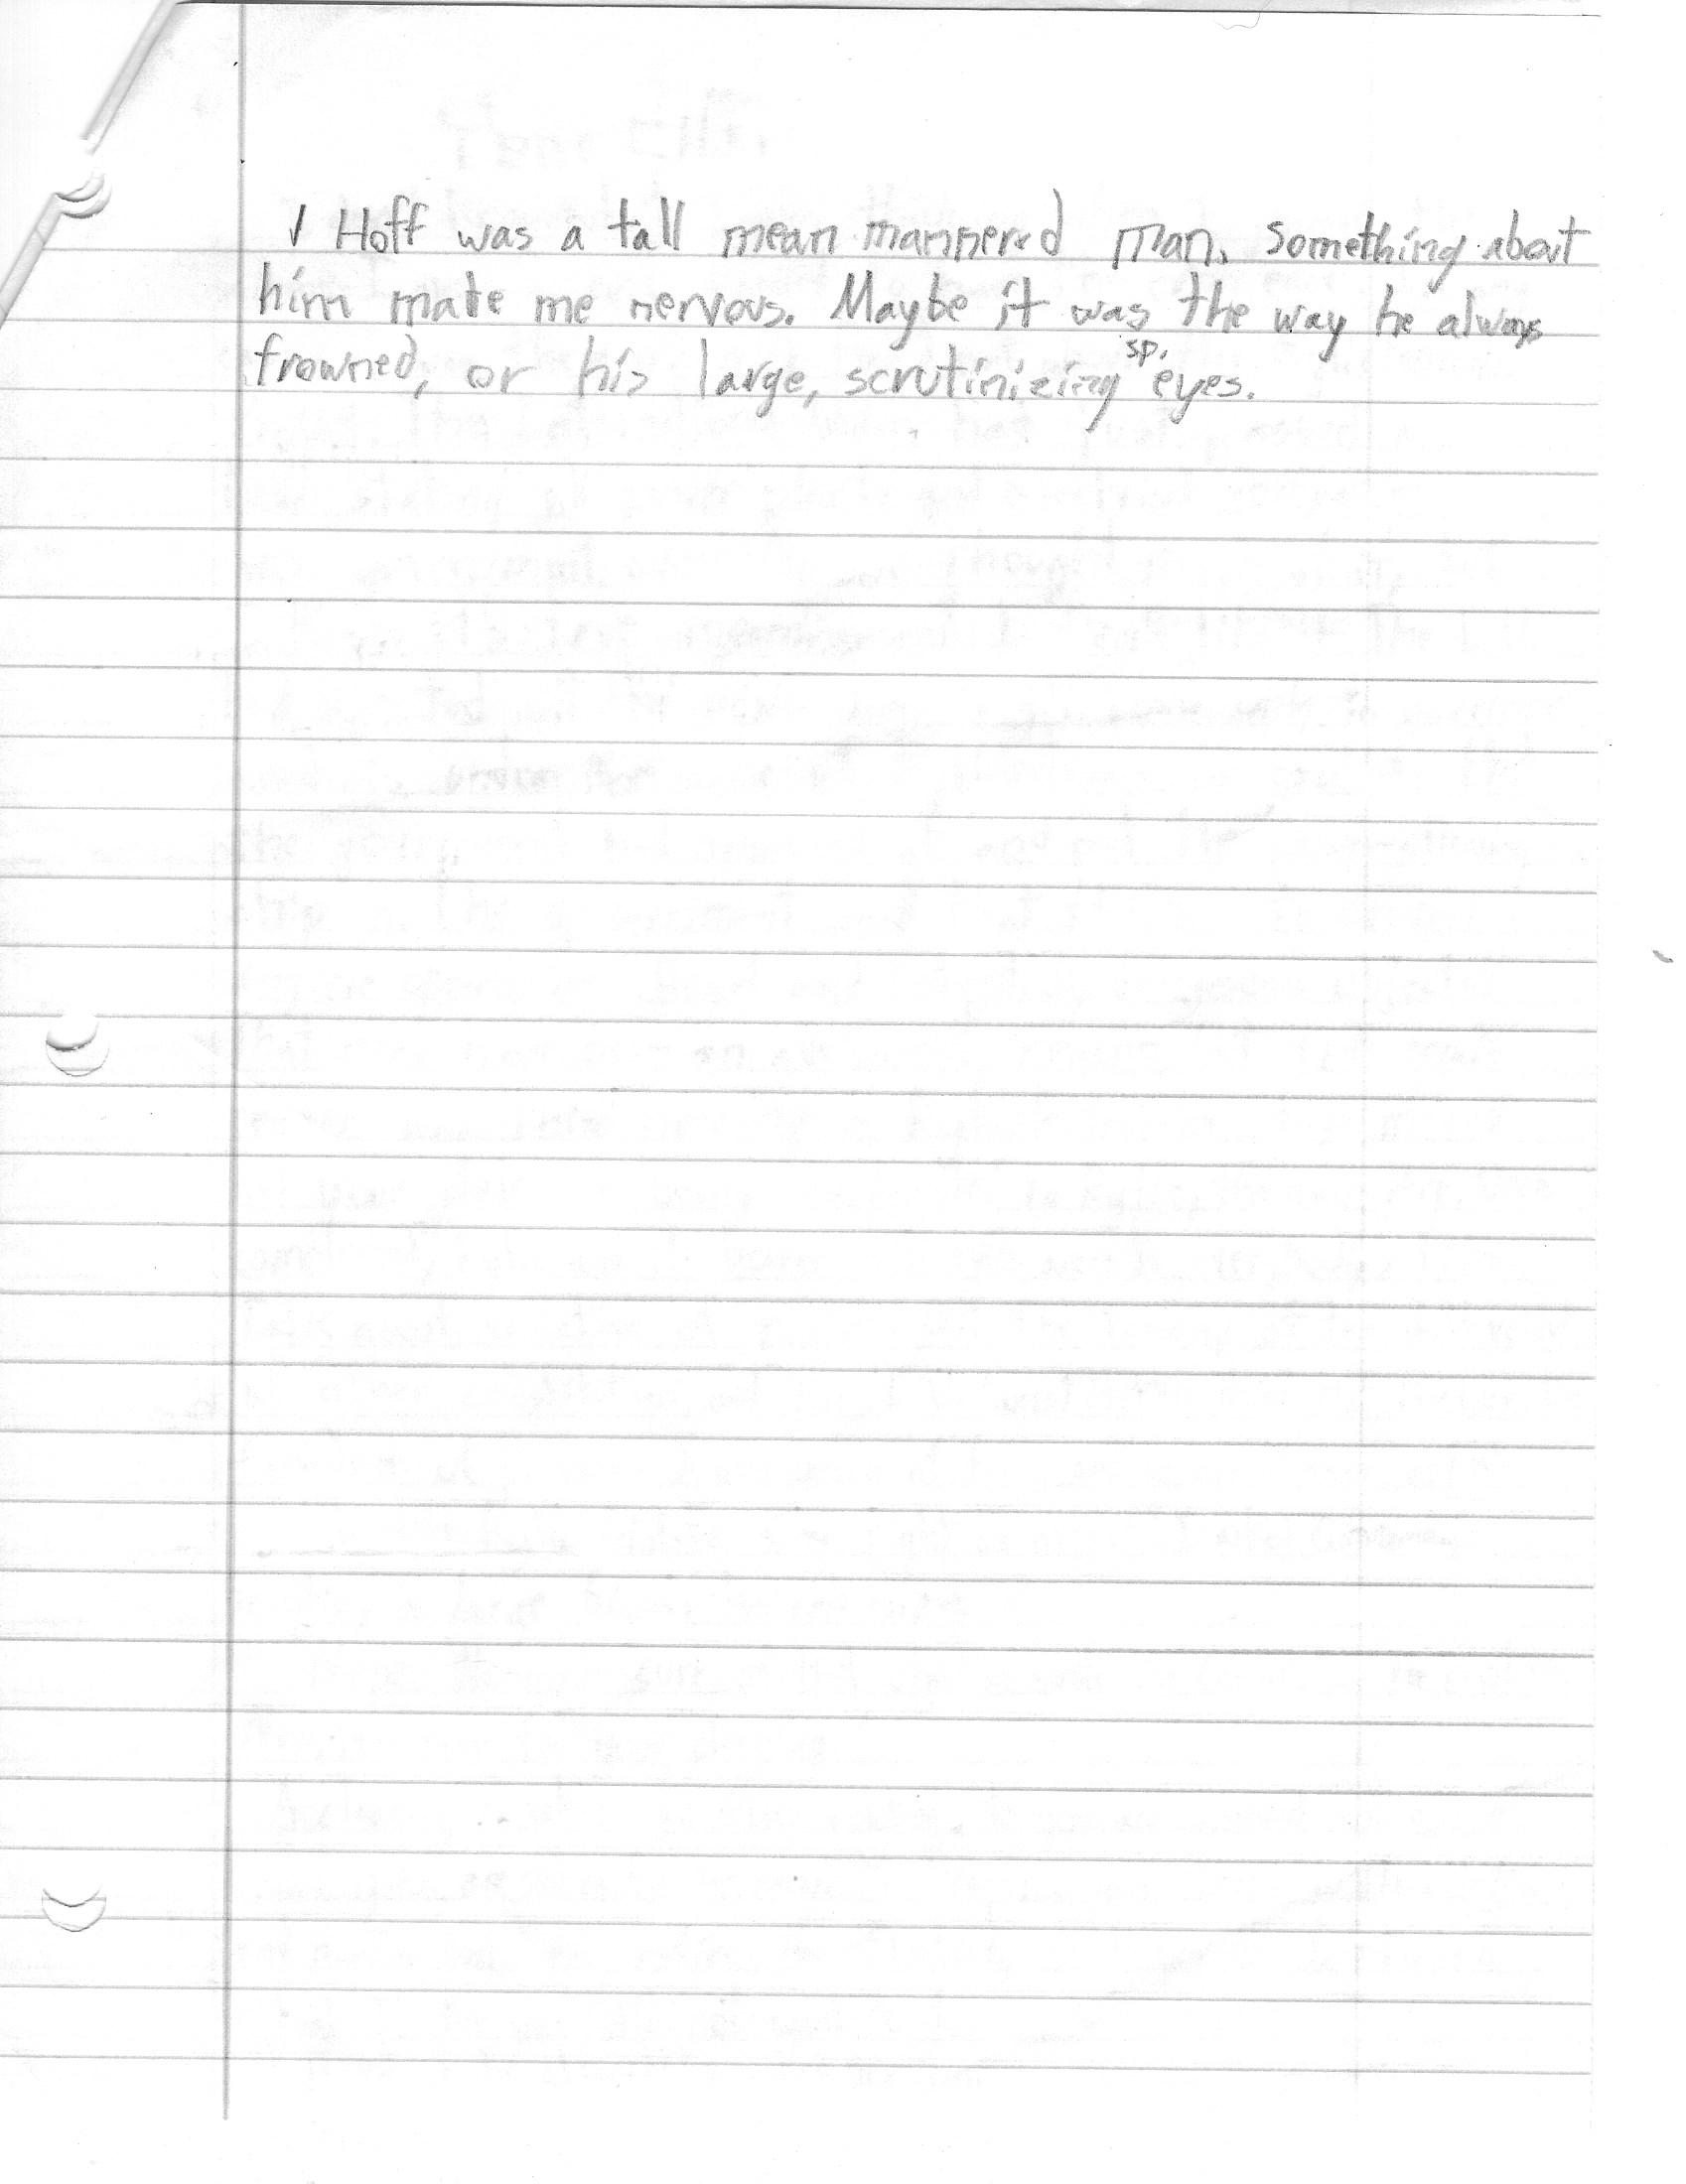 ✓ Hoff was a tall mean mannered man. something about
him mate me nervous. Maybe it was the way he always
frowned, or his large, scrutinizing sp. eyes.